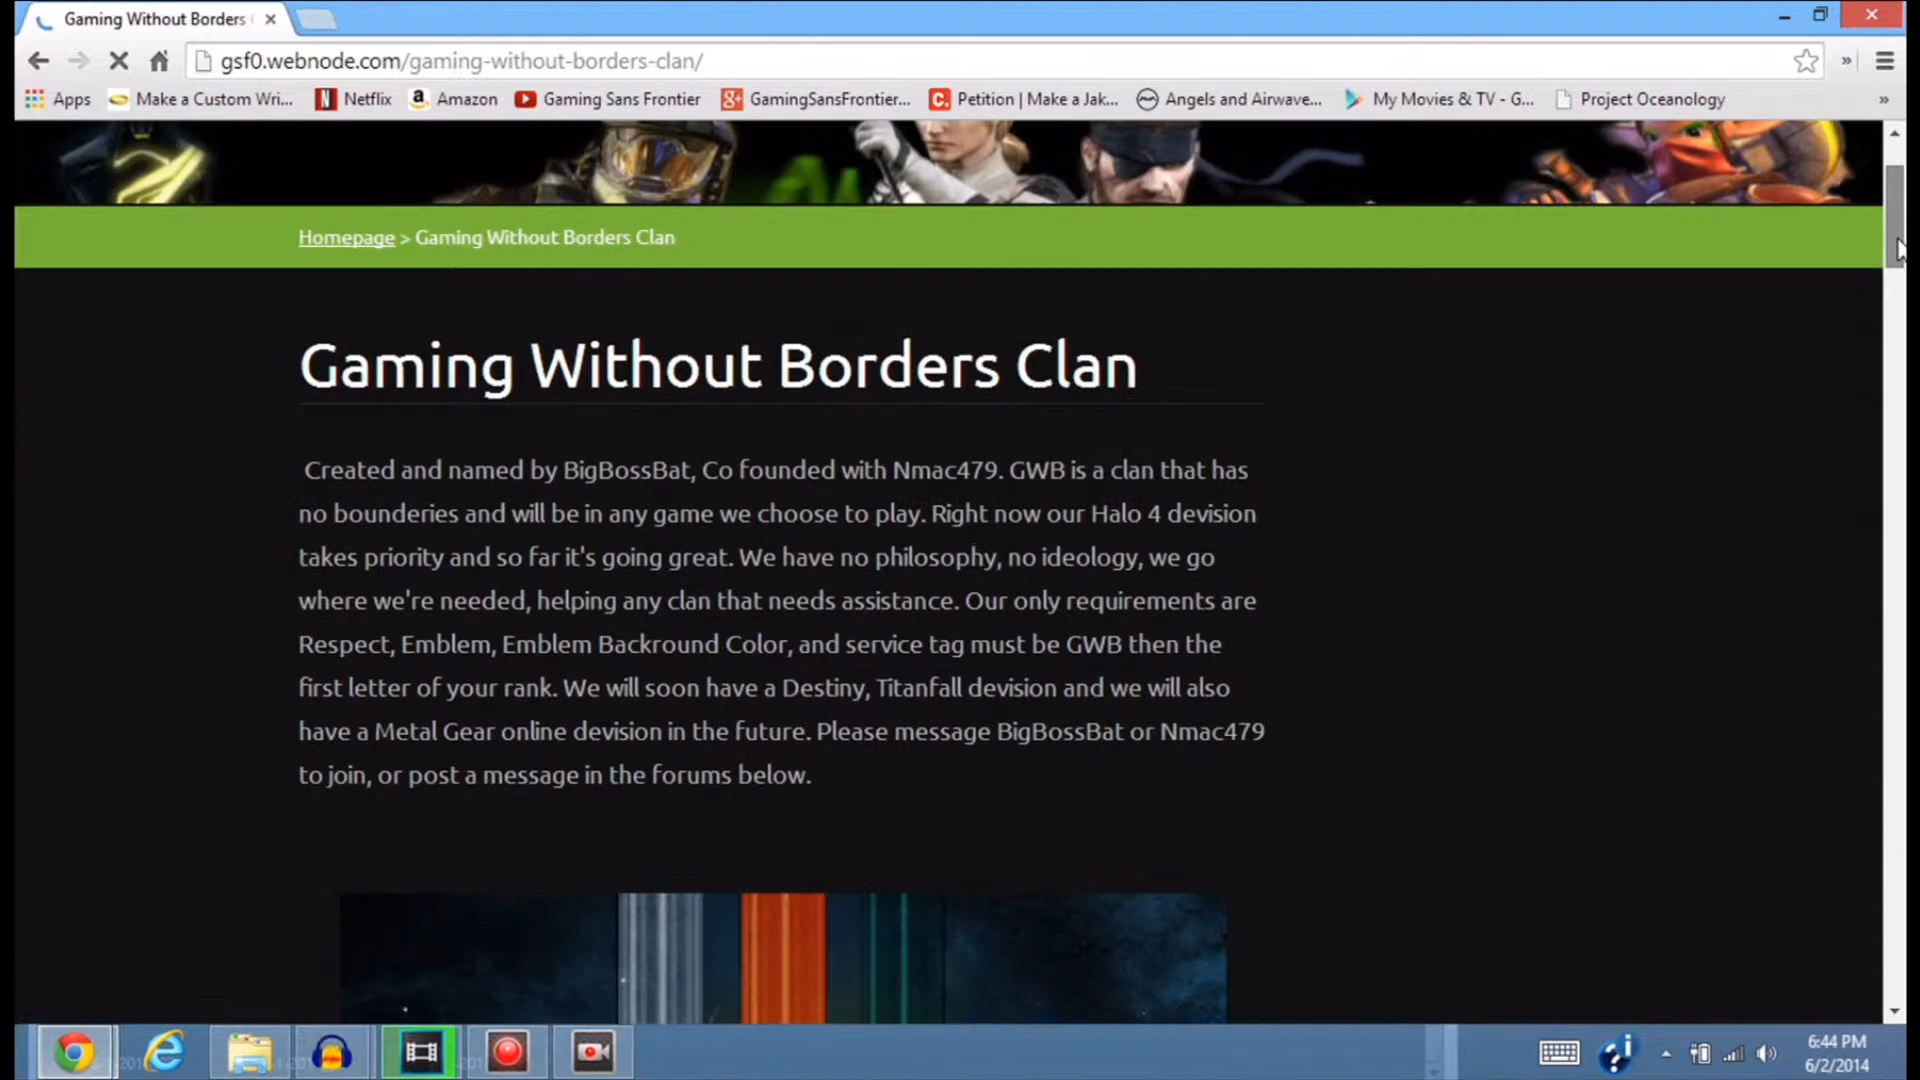 Gaming Without Borders
gsf0.webnode.com/gaming-without-borders-clan/
Apps Make a Custom Wri... Netflix Amazon Gaming Sans Frontier GamingSansFrontier... Petition | Make a Jak... Angels and Airwave... My Movies & TV - G... Project Oceanology
Homepage > Gaming Without Borders Clan
Gaming Without Borders Clan
Created and named by BigBossBat, Co founded with Nmac479. GWB is a clan that has
no bounderies and will be in any game we choose to play. Right now our Halo 4 devision
takes priority and so far it's going great. We have no philosophy, no ideology, we go
where we're needed, helping any clan that needs assistance. Our only requirements are
Respect, Emblem, Emblem Backround Color, and service tag must be GWB then the
first letter of your rank. We will soon have a Destiny, Titanfall devision and we will also
have a Metal Gear online devision in the future. Please message BigBossBat or Nmac479
to join, or post a message in the forums below.
6:44 PM
6/2/2014